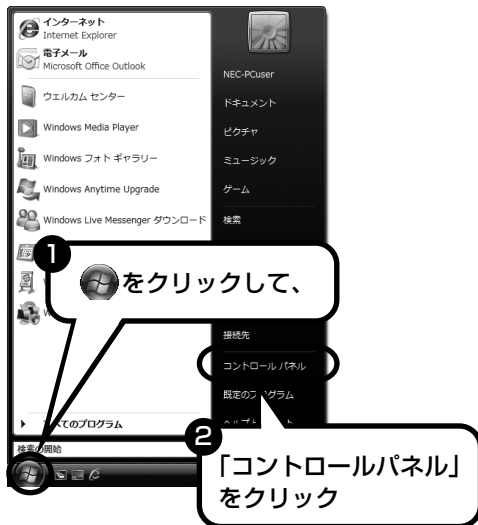 インターネット
Internet Explorer
電子メール
Microsoft Office Outlook
ウェルカム センター
Windows Media Player
Windows フォト ギャラリー
Windows Anytime Upgrade
Windows Live Messenger ダウンロード
すべてのプログラム
検索の開始
NEC-PCuser
ドキュメント
ピクチャ
ミュージック
ゲーム
検索
接続先
コントロール パネル
既定のプログラム
1
をクリックして、
2
「コントロールパネル」
をクリック